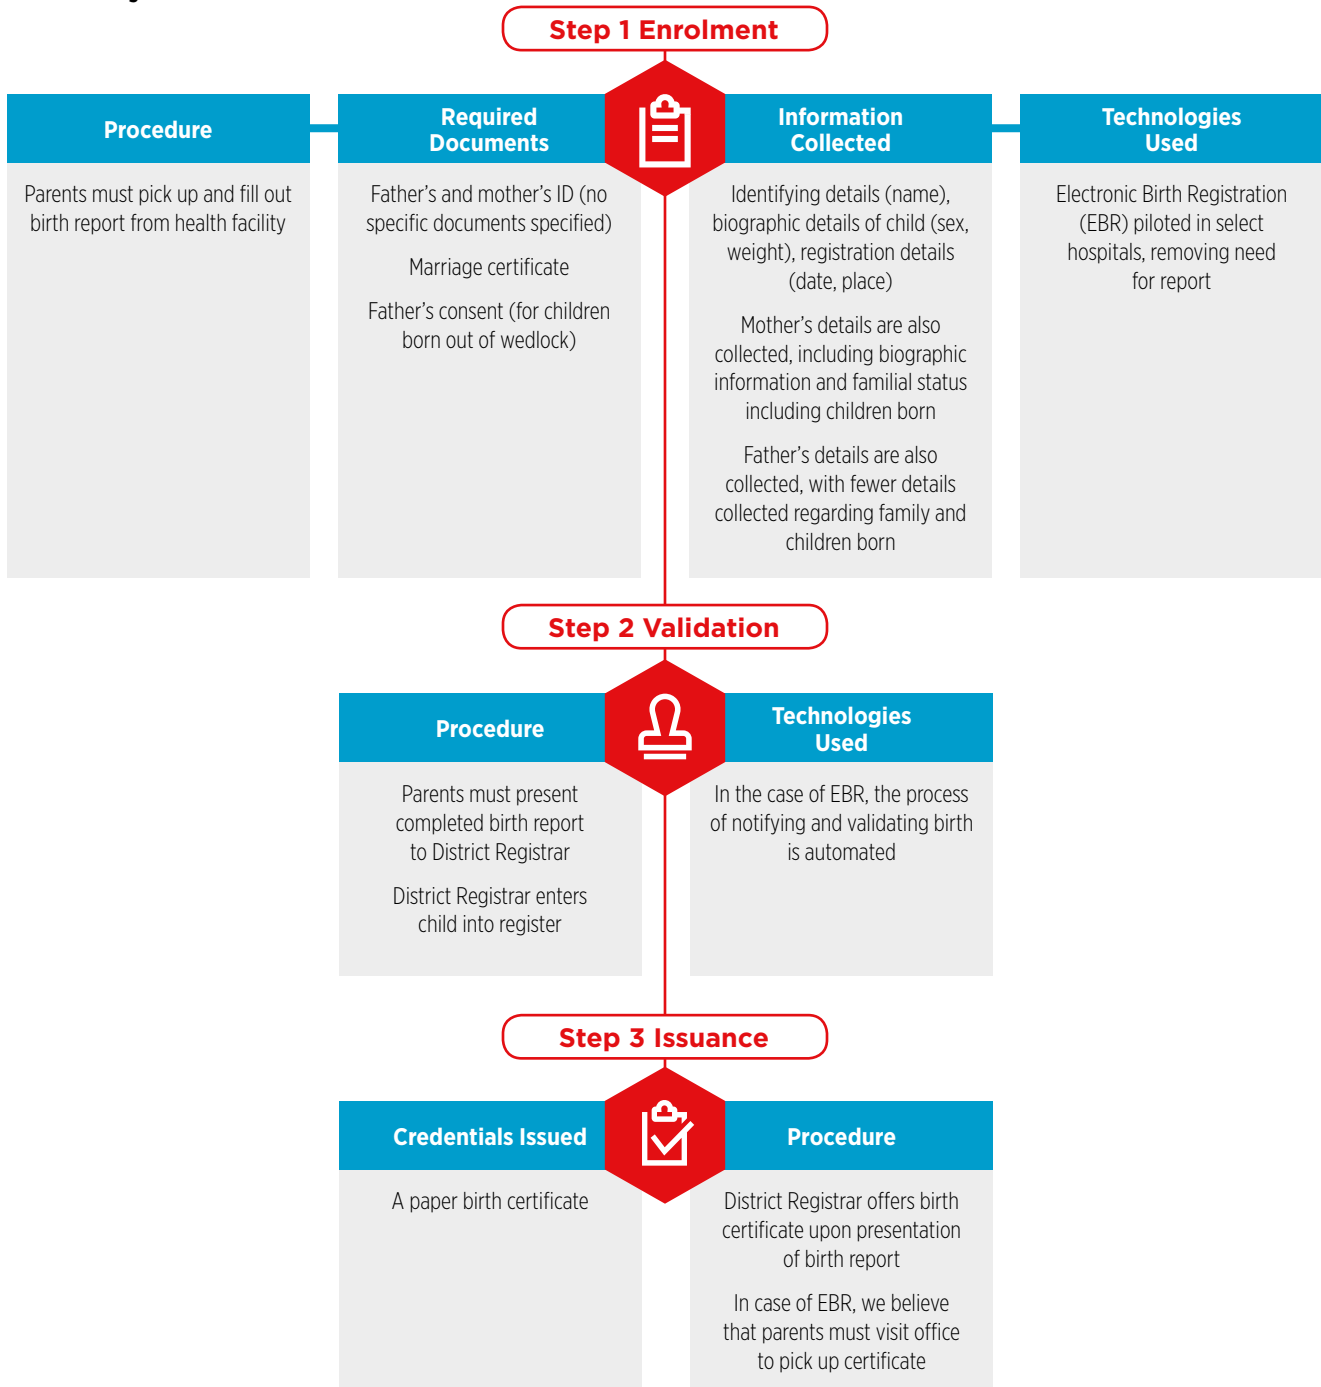 Step 1 Enrolment
Procedure
Parents must pick up and fill out
birth report from health facility
Required
Documents
Father’s and mother’s ID (no
specific documents specified)
Marriage certificate
Father’s consent (for children
born out of wedlock)
Information
Collected
Identifying details (name),
biographic details of child (sex,
weight), registration details
(date, place)
Mother’s details are also
collected, including biographic
information and familial status
including children born
Father’s details are also
collected, with fewer details
collected regarding family and
children born
Technologies
Used
Electronic Birth Registration
(EBR) piloted in select
hospitals, removing need
for report
Step 2 Validation
Procedure
Parents must present
completed birth report
to District Registrar
District Registrar enters
child into register
Technologies
Used
In the case of EBR, the process
of notifying and validating birth
is automated
Step 3 Issuance
Credentials Issued
A paper birth certificate
Procedure
District Registrar offers birth
certificate upon presentation
of birth report
In case of EBR, we believe
that parents must visit office
to pick up certificate